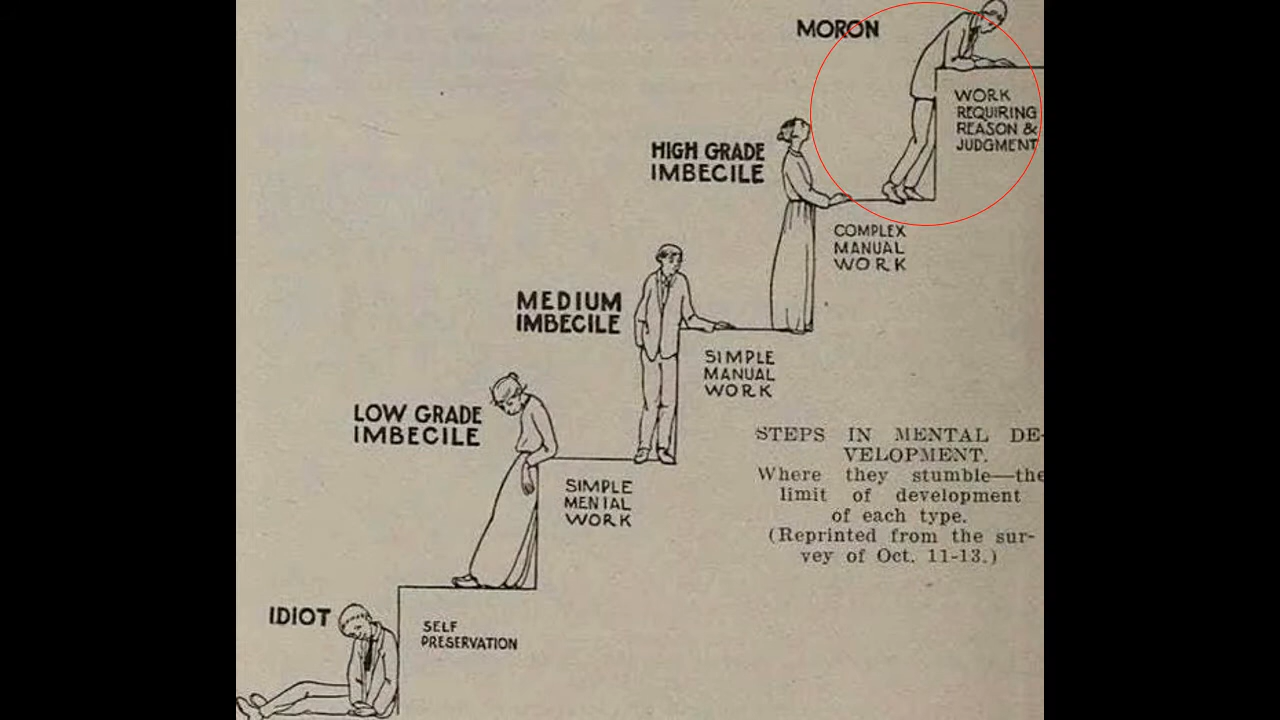 MORON
WORK
REQUIRING
REASON &
JUDGMENT
HIGH GRADE
IMBECILE
COMPLEX
MANUAL
WORK
MEDIUM
IMBECILE
SIMPLE
MANUAL
WORK
LOW GRADE
IMBECILE
SIMPLE
MENTAL
WORK
IDIOT
SELF
PRESERVATION
STEPS IN MENTAL DE-
VELOPMENT.
Where they stumble—the
limit of development
of each type.
(Reprinted from the sur-
vey of Oct. 11-13.)